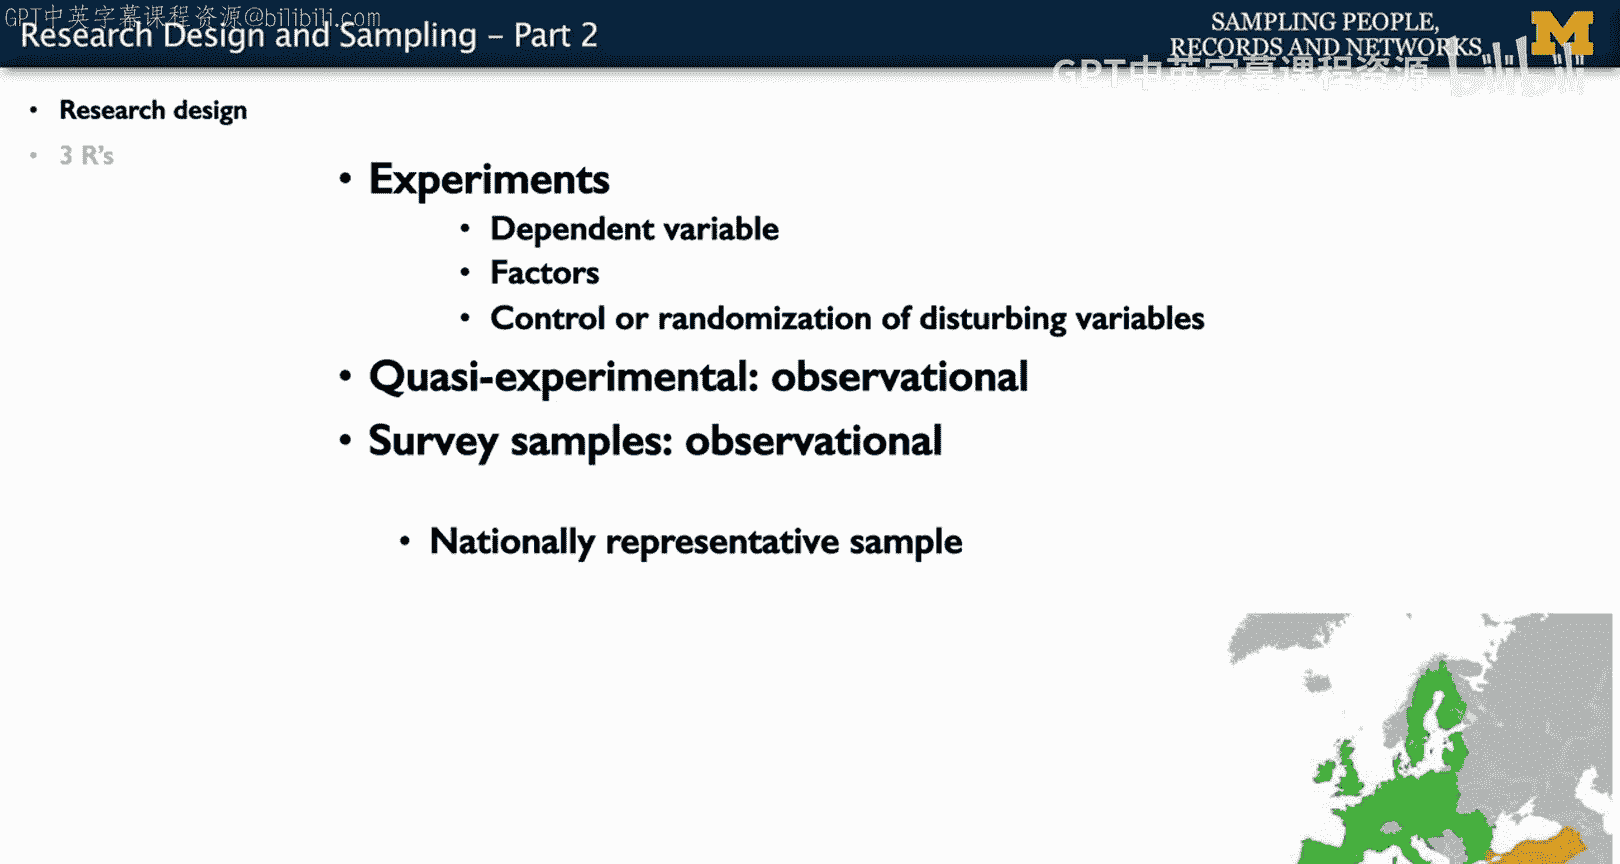 GPT中英字幕课程资源@bilibili.com
Research Design and Sampling – Part 2
SAMPLING PEOPLE,
RECORDS AND NETWORKS
M
GPT中英字幕课程资源 bilibili
• Research design
• 3 R's
• Experiments
• Dependent variable
• Factors
• Control or randomization of disturbing variables
• Quasi-experimental: observational
• Survey samples: observational
• Nationally representative sample